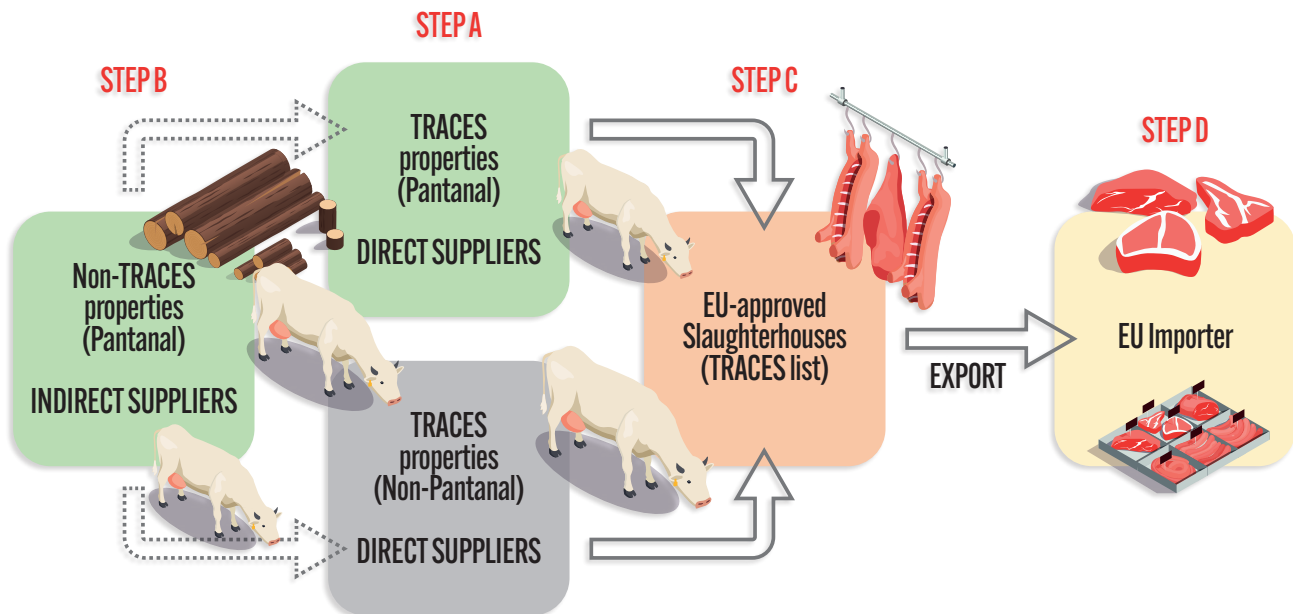 STEP A
STEP B
STEP C
STEP D
TRACES
properties
(Pantanal)
DIRECT SUPPLIERS
Non-TRACES
properties
(Pantanal)
INDIRECT SUPPLIERS
EU-approved
Slaughterhouses
(TRACES list)
EXPORT
EU Importer
TRACES
properties
(Non-Pantanal)
DIRECT SUPPLIERS